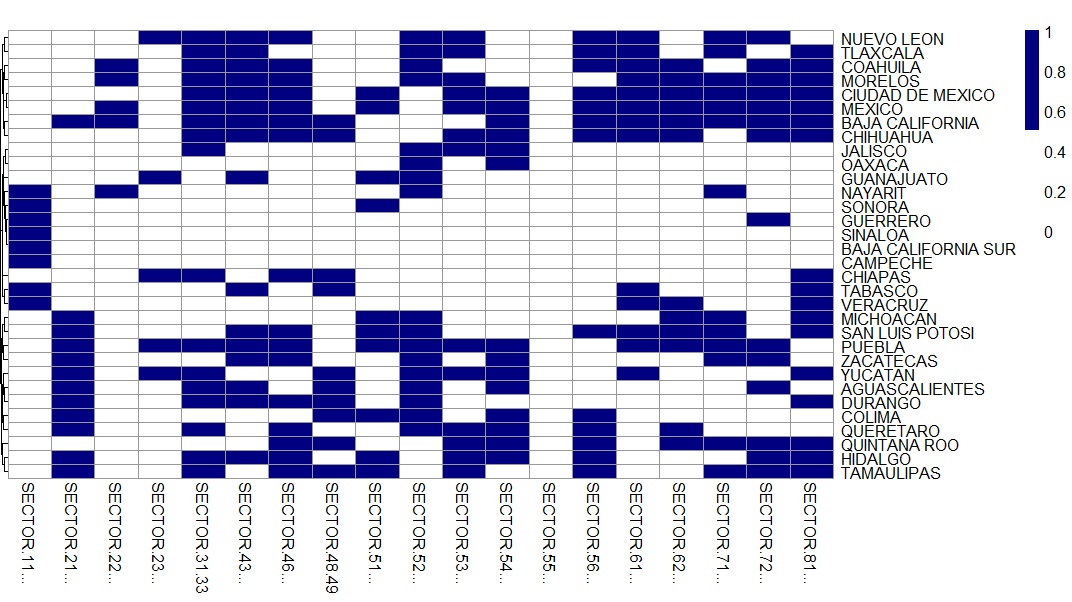 NUEVO LEON
TLAXCALA
COAHUILA
MORELOS
CIUDAD DE MEXICO
MEXICO
BAJA CALIFORNIA
CHIHUAHUA
JALISCO
OAXACA
GUANAJUATO
NAYARIT
SONORA
GUERRERO
SINALOA
BAJA CALIFORNIA SUR
CAMPECHE
CHIAPAS
TABASCO
VERACRUZ
MICHOACAN
SAN LUIS POTOSI
PUEBLA
ZACATECAS
YUCATAN
AGUASCALIENTES
DURANGO
COLIMA
QUERETARO
QUINTANA ROO
HIDALGO
TAMAULIPAS
1
0.8
0.6
0.4
0.2
0
SECTOR.11...
SECTOR.21...
SECTOR.22...
SECTOR.23...
SECTOR.31.33
SECTOR.43...
SECTOR.46...
SECTOR.48.49
SECTOR.51...
SECTOR.52...
SECTOR.53...
SECTOR.54...
SECTOR.55...
SECTOR.56...
SECTOR.61...
SECTOR.62...
SECTOR.71...
SECTOR.72...
SECTOR.81...